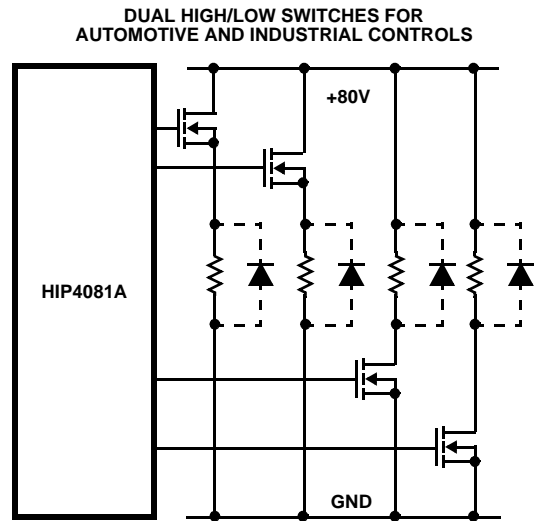 DUAL HIGH/LOW SWITCHES FOR
AUTOMOTIVE AND INDUSTRIAL CONTROLS
+80V
HIP4081A
GND